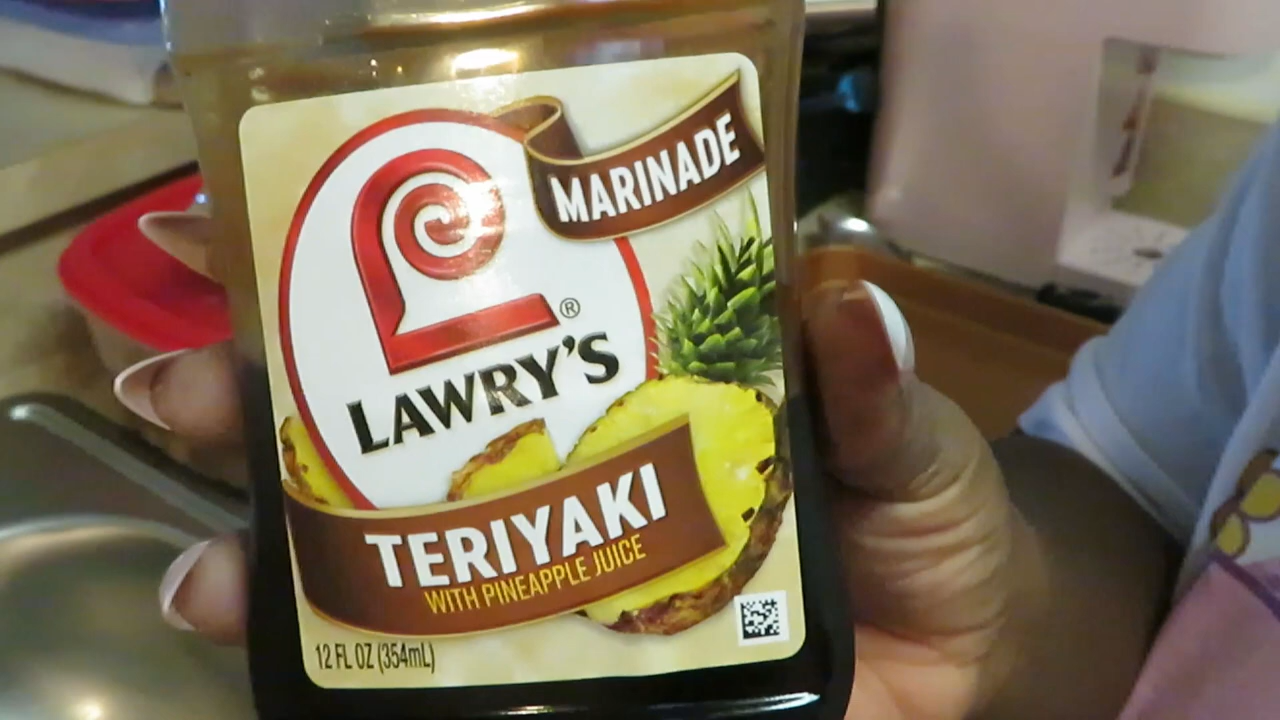 MARINADE
®
LAWRY'S
TERIYAKI
WITH PINEAPPLE JUICE
12 FL OZ (354mL)